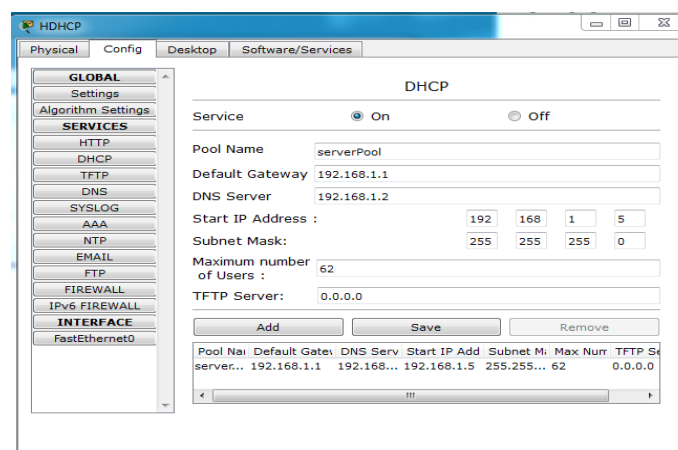 HDHCP
Physical Config Desktop Software/Services
GLOBAL
Settings
Algorithm Settings
SERVICES
HTTP
DHCP
TFTP
DNS
SYSLOG
AAA
NTP
EMAIL
FTP
FIREWALL
IPv6 FIREWALL
INTERFACE
FastEthernet0
DHCP
Service On Off
Pool Name serverPool
Default Gateway 192.168.1.1
DNS Server 192.168.1.2
Start IP Address : 192 168 1 5
Subnet Mask: 255 255 255 0
Maximum number
of Users : 62
TFTP Server: 0.0.0.0
Add Save Remove
Pool Nai Default Gatev DNS Serv Start IP Add Subnet M Max Num TFTP Se
server... 192.168.1.1 192.168... 192.168.1.5 255.255... 62 0.0.0.0